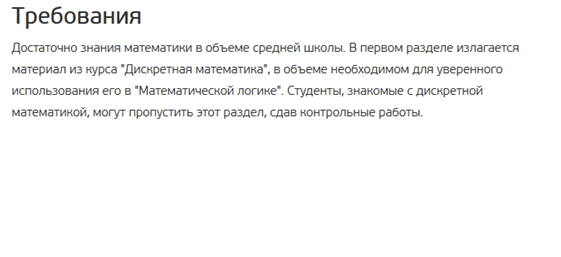 Требования
Достаточно знания математики в объеме средней школы. В первом разделе излагается
материал из курса "Дискретная математика", в объеме необходимом для уверенного
использования его в "Математической логике". Студенты, знакомые с дискретной
математикой, могут пропустить этот раздел, сдав контрольные работы.